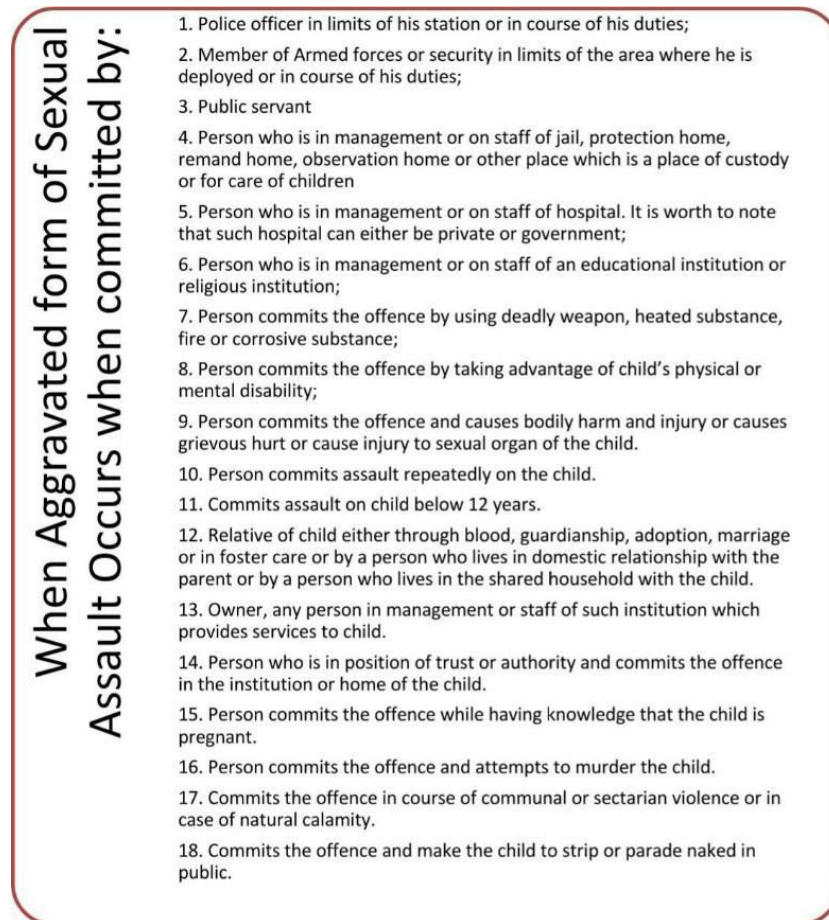 When Aggravated form of Sexual
Assault Occurs when committed by:
1. Police officer in limits of his station or in course of his duties;
2. Member of Armed forces or security in limits of the area where he is
deployed or in course of his duties;
3. Public servant
4. Person who is in management or on staff of jail, protection home,
remand home, observation home or other place which is a place of custody
or for care of children
5. Person who is in management or on staff of hospital. It is worth to note
that such hospital can either be private or government;
6. Person who is in management or on staff of an educational institution or
religious institution;
7. Person commits the offence by using deadly weapon, heated substance,
fire or corrosive substance;
8. Person commits the offence by taking advantage of child's physical or
mental disability;
9. Person commits the offence and causes bodily harm and injury or causes
grievous hurt or cause injury to sexual organ of the child.
10. Person commits assault repeatedly on the child.
11. Commits assault on child below 12 years.
12. Relative of child either through blood, guardianship, adoption, marriage
or in foster care or by a person who lives in domestic relationship with the
parent or by a person who lives in the shared household with the child.
13. Owner, any person in management or staff of such institution which
provides services to child.
14. Person who is in position of trust or authority and commits the offence
in the institution or home of the child.
15. Person commits the offence while having knowledge that the child is
pregnant.
16. Person commits the offence and attempts to murder the child.
17. Commits the offence in course of communal or sectarian violence or in
case of natural calamity.
18. Commits the offence and make the child to strip or parade naked in
public.